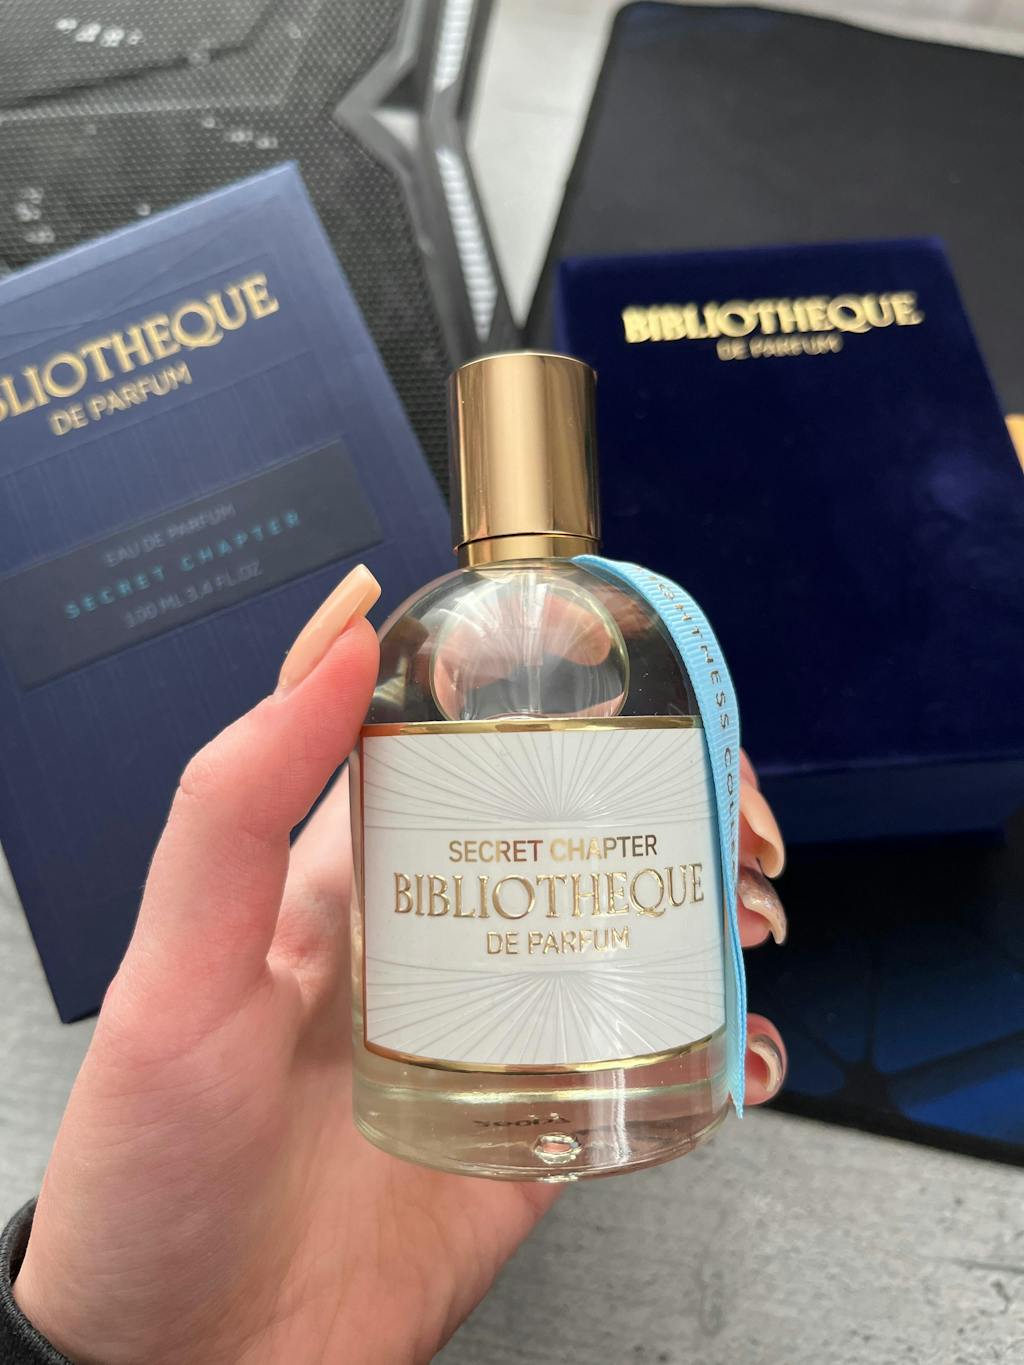 BLIOTHEQUE
DE PARFUM
EAU DE PARFUM
SECRET CHAPTER
100 ML 3.4 FL.OZ
BIBLIOTHEQUE
DE PARFUM
SECRET CHAPTER
BIBLIOTHEQUE
DE PARFUM